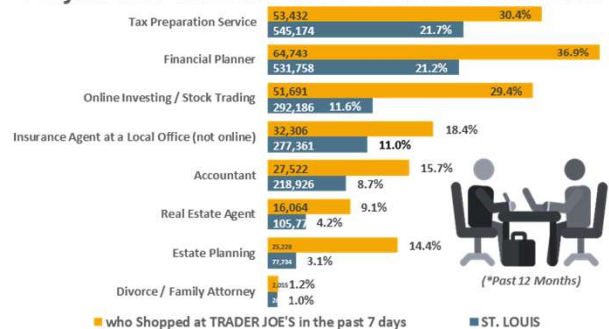 53,432 30.4%
Tax Preparation Service
545,174 21.7%
64,743 36.9%
Financial Planner
531,758 21.2%
51,691 29.4%
Online Investing / Stock Trading
292,186 11.6%
32,306 18.4%
Insurance Agent at a Local Office (not online)
277,361 11.0%
27,522 15.7%
Accountant
218,926 8.7%
16,064 9.1%
Real Estate Agent
105,77 4.2%
25,228 14.4%
Estate Planning
77,734 3.1%
2,055 1.2%
Divorce / Family Attorney
1.0%
(*Past 12 Months)
who Shopped at TRADER JOE'S in the past 7 days ST. LOUIS